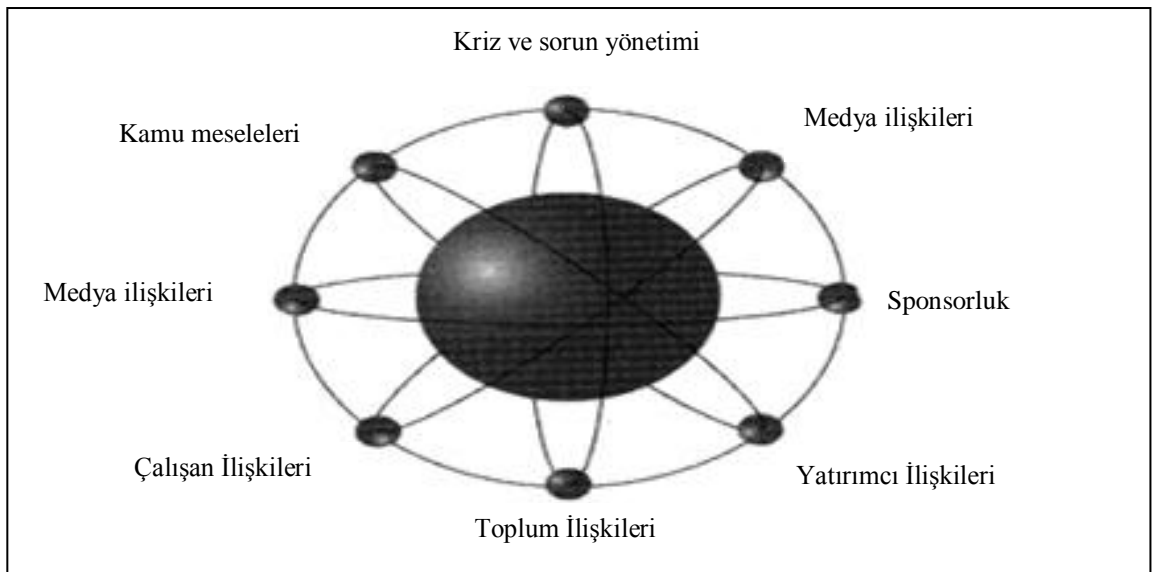 Kriz ve sorun yönetimi
Medya ilişkileri
Kamu meseleleri
Medya ilişkileri
Sponsorluk
Çalışan İlişkileri
Yatırımcı İlişkileri
Toplum İlişkileri